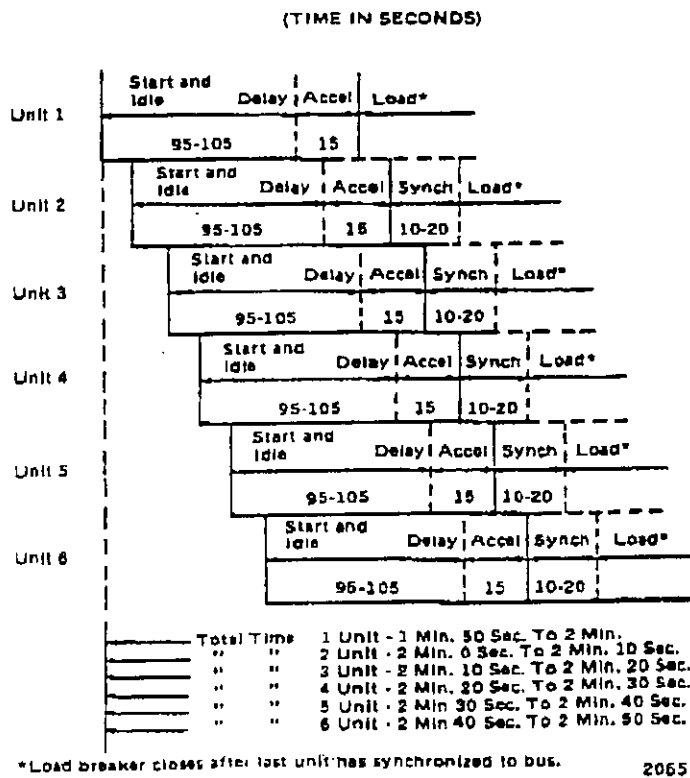 (TIME IN SECONDS)
Start and Idle Delay Accel Load*
Unit 1
95-105 15
Start and Idle Delay Accel Synch Load*
Unit 2
95-105 15 10-20
Start and Idle Delay Accel Synch Load*
Unit 3
95-105 15 10-20
Start and Idle Delay Accel Synch Load*
Unit 4
95-105 15 10-20
Start and Idle Delay Accel Synch Load*
Unit 5
95-105 15 10-20
Start and Idle Delay Accel Synch Load*
Unit 6
95-105 15 10-20
Total Time 1 Unit - 1 Min. 50 Sec. To 2 Min.
" " 2 Unit - 2 Min. 0 Sec. To 2 Min. 10 Sec.
" " 3 Unit - 2 Min. 10 Sec. To 2 Min. 20 Sec.
" " 4 Unit - 2 Min. 20 Sec. To 2 Min. 30 Sec.
" " 5 Unit - 2 Min 30 Sec. To 2 Min. 40 Sec.
" " 6 Unit - 2 Min 40 Sec. To 2 Min. 50 Sec.
*Load breaker closes after last unit has synchronized to bus.
2065